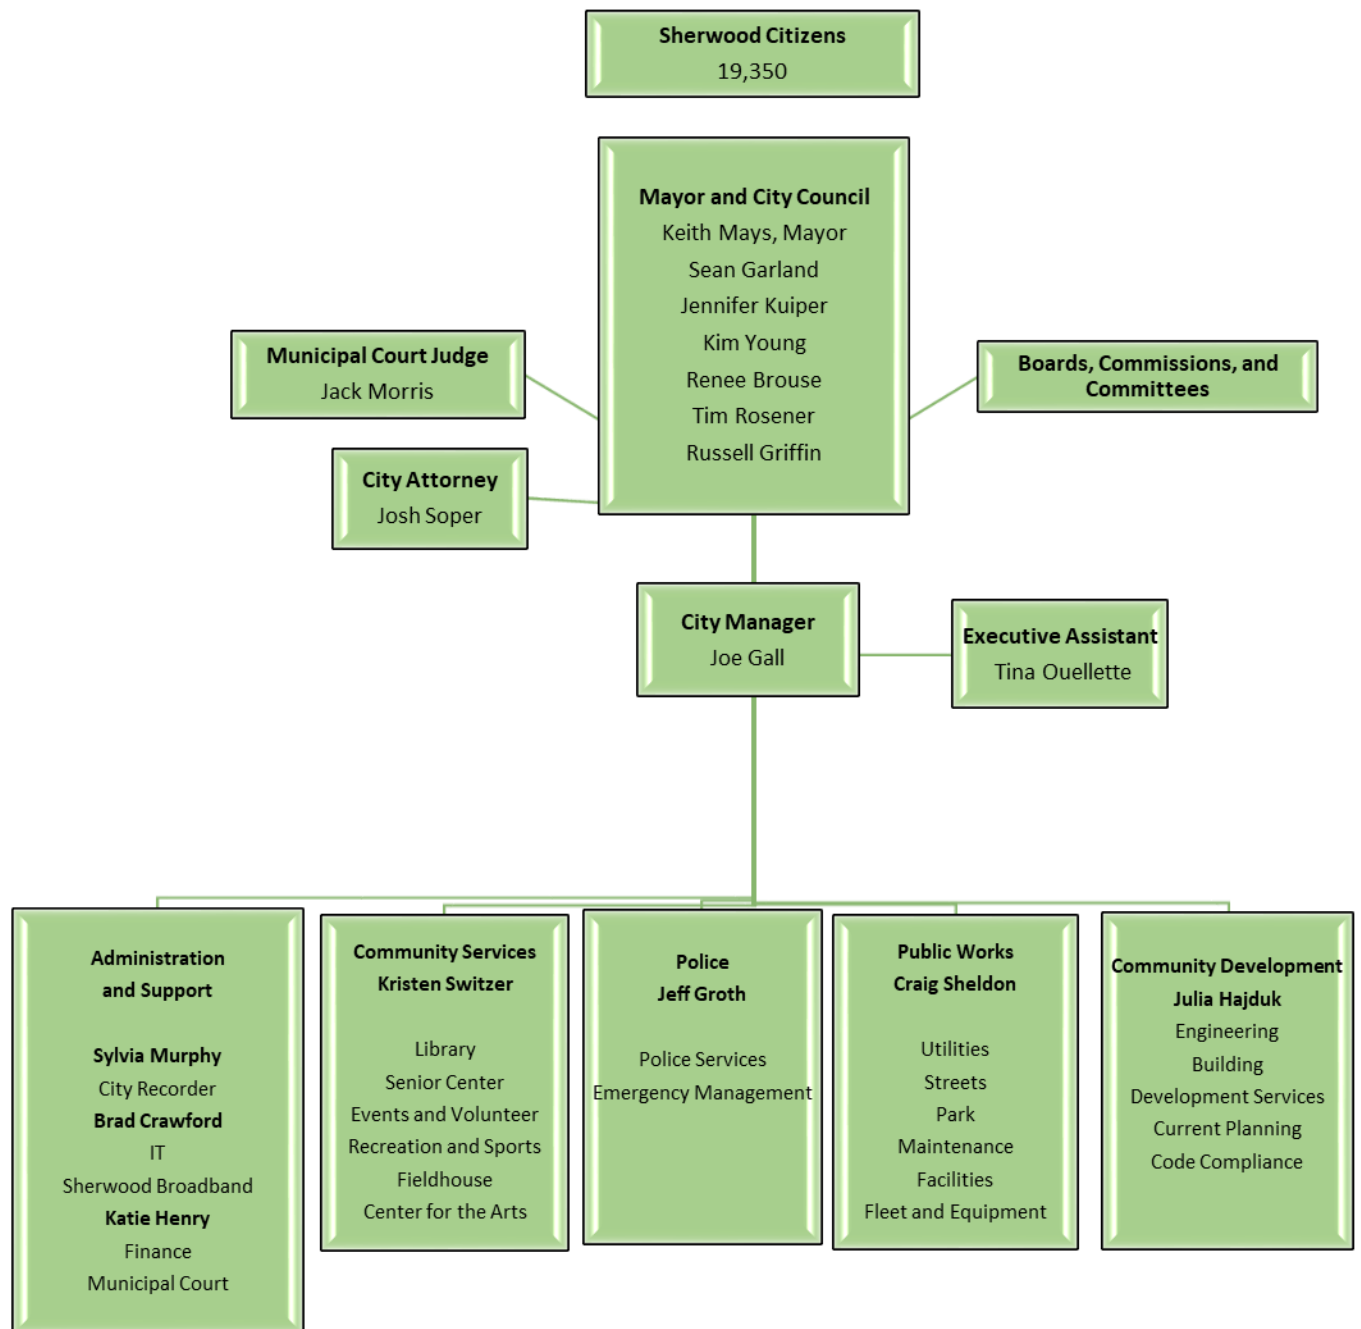 Sherwood Citizens
19,350
Mayor and City Council
Keith Mays, Mayor
Sean Garland
Jennifer Kuiper
Kim Young
Renee Brouse
Tim Rosener
Russell Griffin
Municipal Court Judge
Jack Morris
Boards, Commissions, and
Committees
City Attorney
Josh Soper
City Manager
Joe Gall
Executive Assistant
Tina Ouellette
Administration
and Support
Sylvia Murphy
City Recorder
Brad Crawford
IT
Sherwood Broadband
Katie Henry
Finance
Municipal Court
Community Services
Kristen Switzer
Library
Senior Center
Events and Volunteer
Recreation and Sports
Fieldhouse
Center for the Arts
Police
Jeff Groth
Police Services
Emergency Management
Public Works
Craig Sheldon
Utilities
Streets
Park
Maintenance
Facilities
Fleet and Equipment
Community Development
Julia Hajduk
Engineering
Building
Development Services
Current Planning
Code Compliance